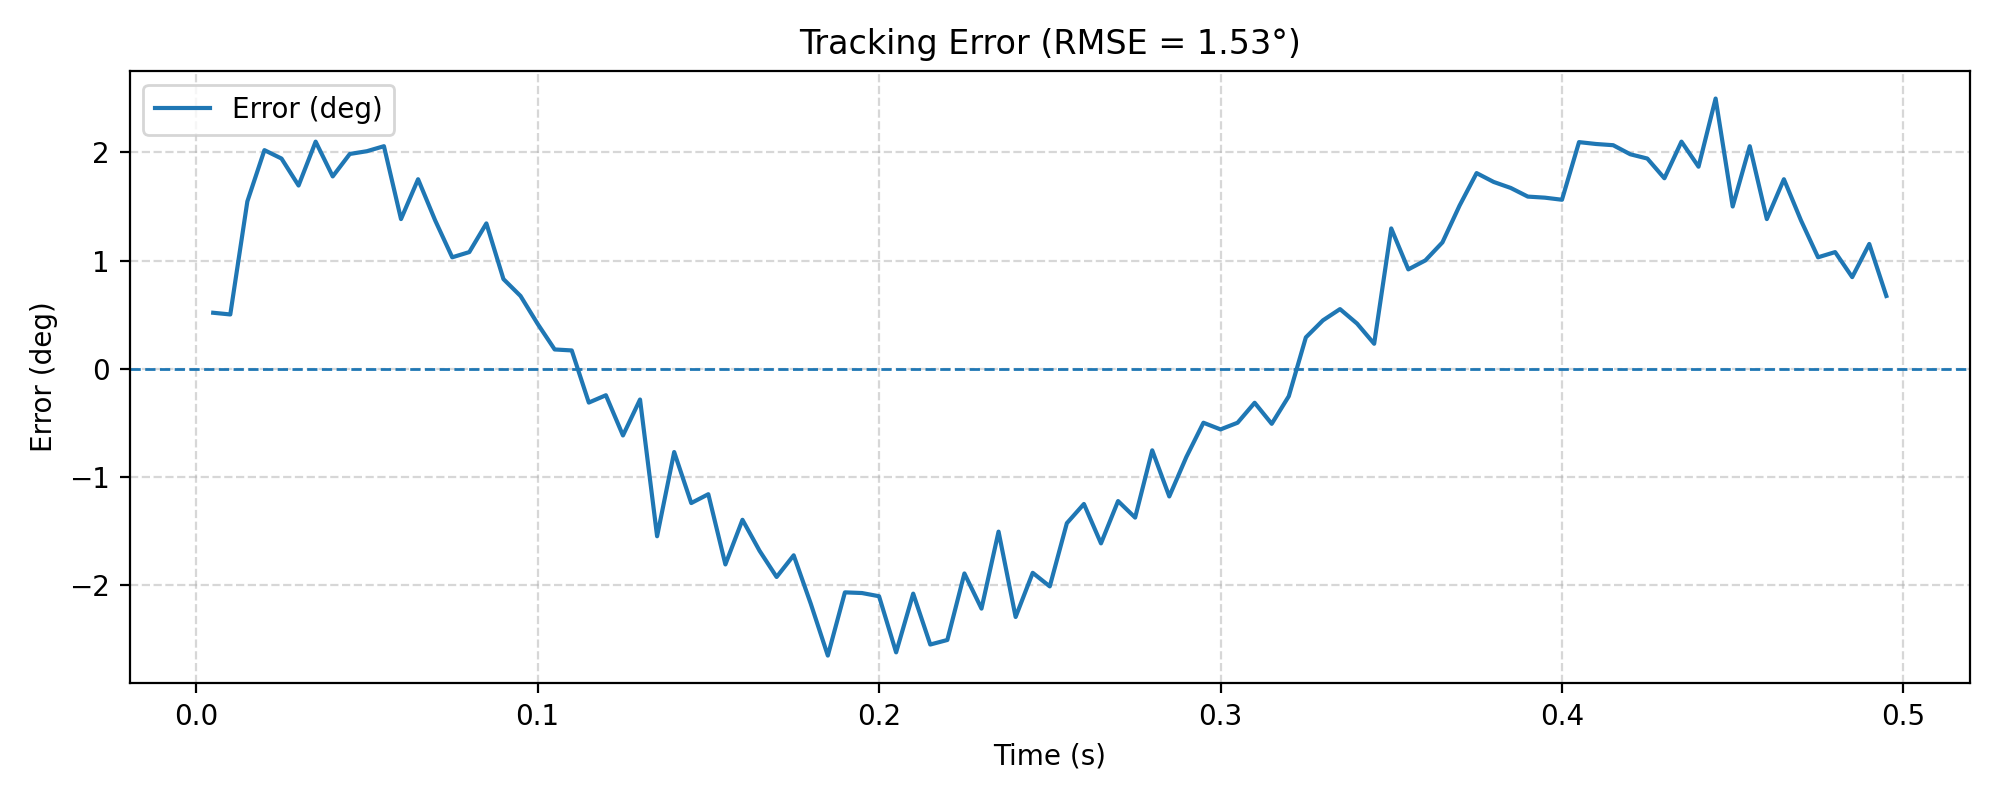 Tracking Error (RMSE = 1.53°)
Error (deg)
2
1
0
−1
−2
Error (deg)
0.0 0.1 0.2 0.3 0.4 0.5
Time (s)